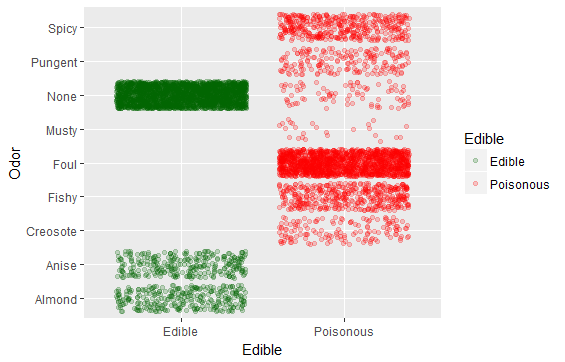 Spicy
Pungent
None
Musty
Foul
Fishy
Creosote
Anise
Almond
Odor
Edible
Poisonous
Edible
Edible
Edible
Poisonous